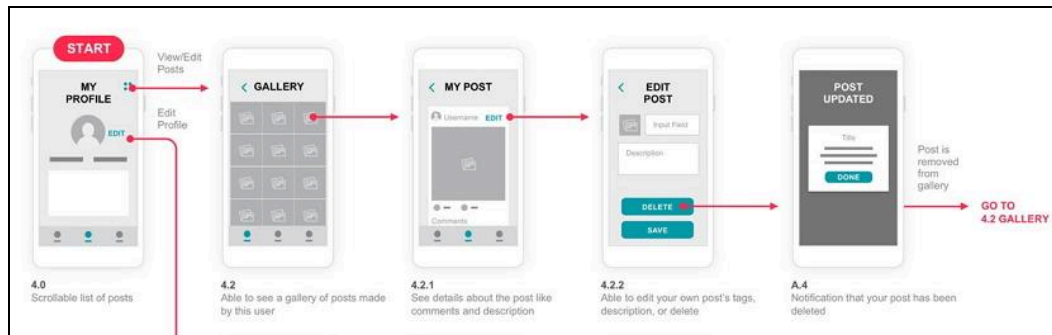 START
View/Edit
Posts
MY
PROFILE
EDIT
Edit
Profile
4.0
Scrollable list of posts
< GALLERY
4.2
Able to see a gallery of posts made
by this user
< MY POST
Username EDIT
Comments
4.2.1
See details about the post like
comments and description
< EDIT
POST
Input Field
Description
DELETE
SAVE
4.2.2
Able to edit your own post's tags,
description, or delete
POST
UPDATED
Title
DONE
A.4
Notification that your post has been
deleted
Post is
removed
from
gallery
GO TO
4.2 GALLERY